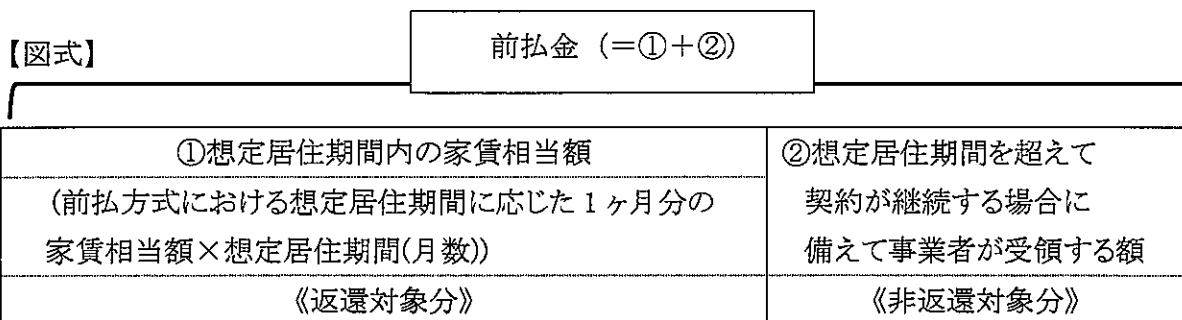 【図式】
前払金（=①+②）
①想定居住期間内の家賃相当額
(前払方式における想定居住期間に応じた1ヶ月分の
家賃相当額×想定居住期間(月数))
《返還対象分》
②想定居住期間を超えて
契約が継続する場合に
備えて事業者が受領する額
《非返還対象分》